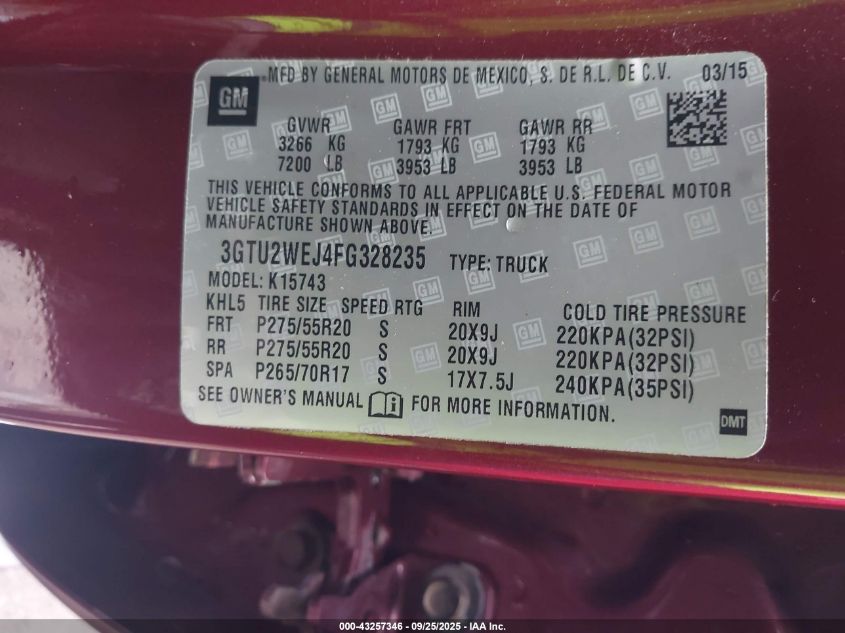 GM MFD BY GENERAL MOTORS DE MEXICO, S. DE R.L. DE C.V. 03/15
GVWR GAWR FRT GAWR RR
3266 KG 1793 KG 1793 KG
7200 LB 3953 LB 3953 LB
THIS VEHICLE CONFORMS TO ALL APPLICABLE U.S. FEDERAL MOTOR
VEHICLE SAFETY STANDARDS IN EFFECT ON THE DATE OF
MANUFACTURE SHOWN ABOVE.
3GTU2WEJ4FG328235 TYPE: TRUCK
MODEL: K15743
KHL5 TIRE SIZE SPEED RTG RIM COLD TIRE PRESSURE
FRT P275/55R20 S 20X9J 220KPA(32PSI)
RR P275/55R20 S 20X9J 220KPA(32PSI)
SPA P265/70R17 S 17X7.5J 240KPA(35PSI)
SEE OWNER'S MANUAL FOR MORE INFORMATION.
DMT
000-43257346 - 09/25/2025 - IAA Inc.